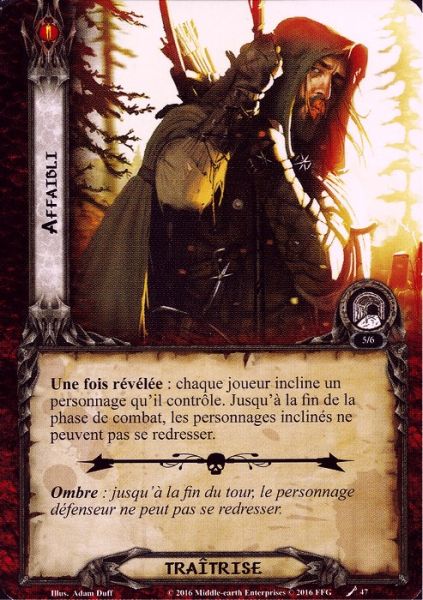 AFFAIBLI
5/6
Une fois révélée : chaque joueur incline un
personnage qu'il contrôle. Jusqu'à la fin de la
phase de combat, les personnages inclinés ne
peuvent pas se redresser.
Ombre : jusqu'à la fin du tour, le personnage
défenseur ne peut pas se redresser.
TRAÎTRISE
Illus. Adam Duff
© 2016 Middle-earth Enterprises © 2016 FFG
47